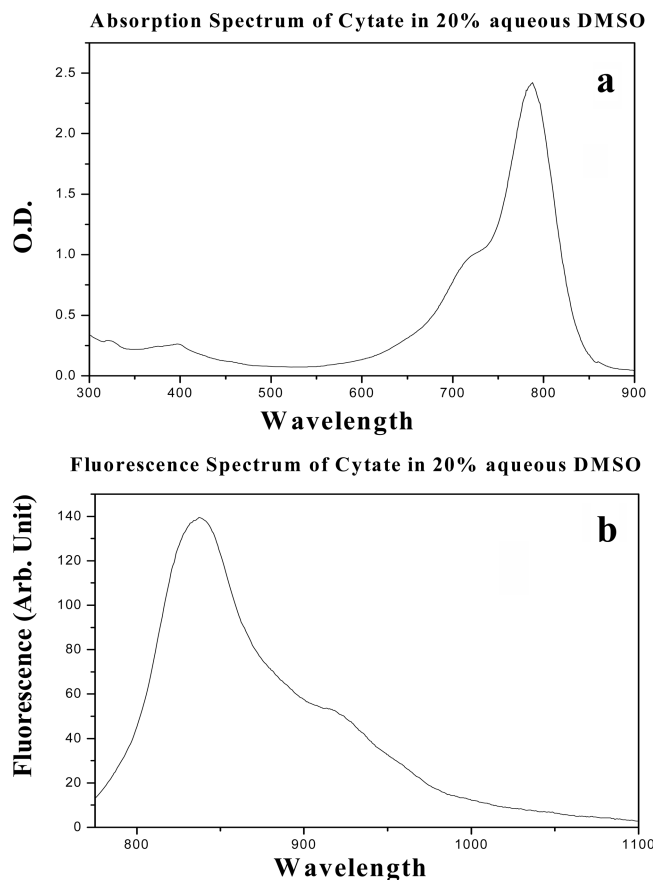 Absorption Spectrum of Cytate in 20% aqueous DMSO
a
2.5
2.0
1.5
1.0
0.5
0.0
O.D.
300 400 500 600 700 800 900
Wavelength
Fluorescence Spectrum of Cytate in 20% aqueous DMSO
b
140
120
100
80
60
40
20
0
Fluorescence (Arb. Unit)
800 900 1000 1100
Wavelength